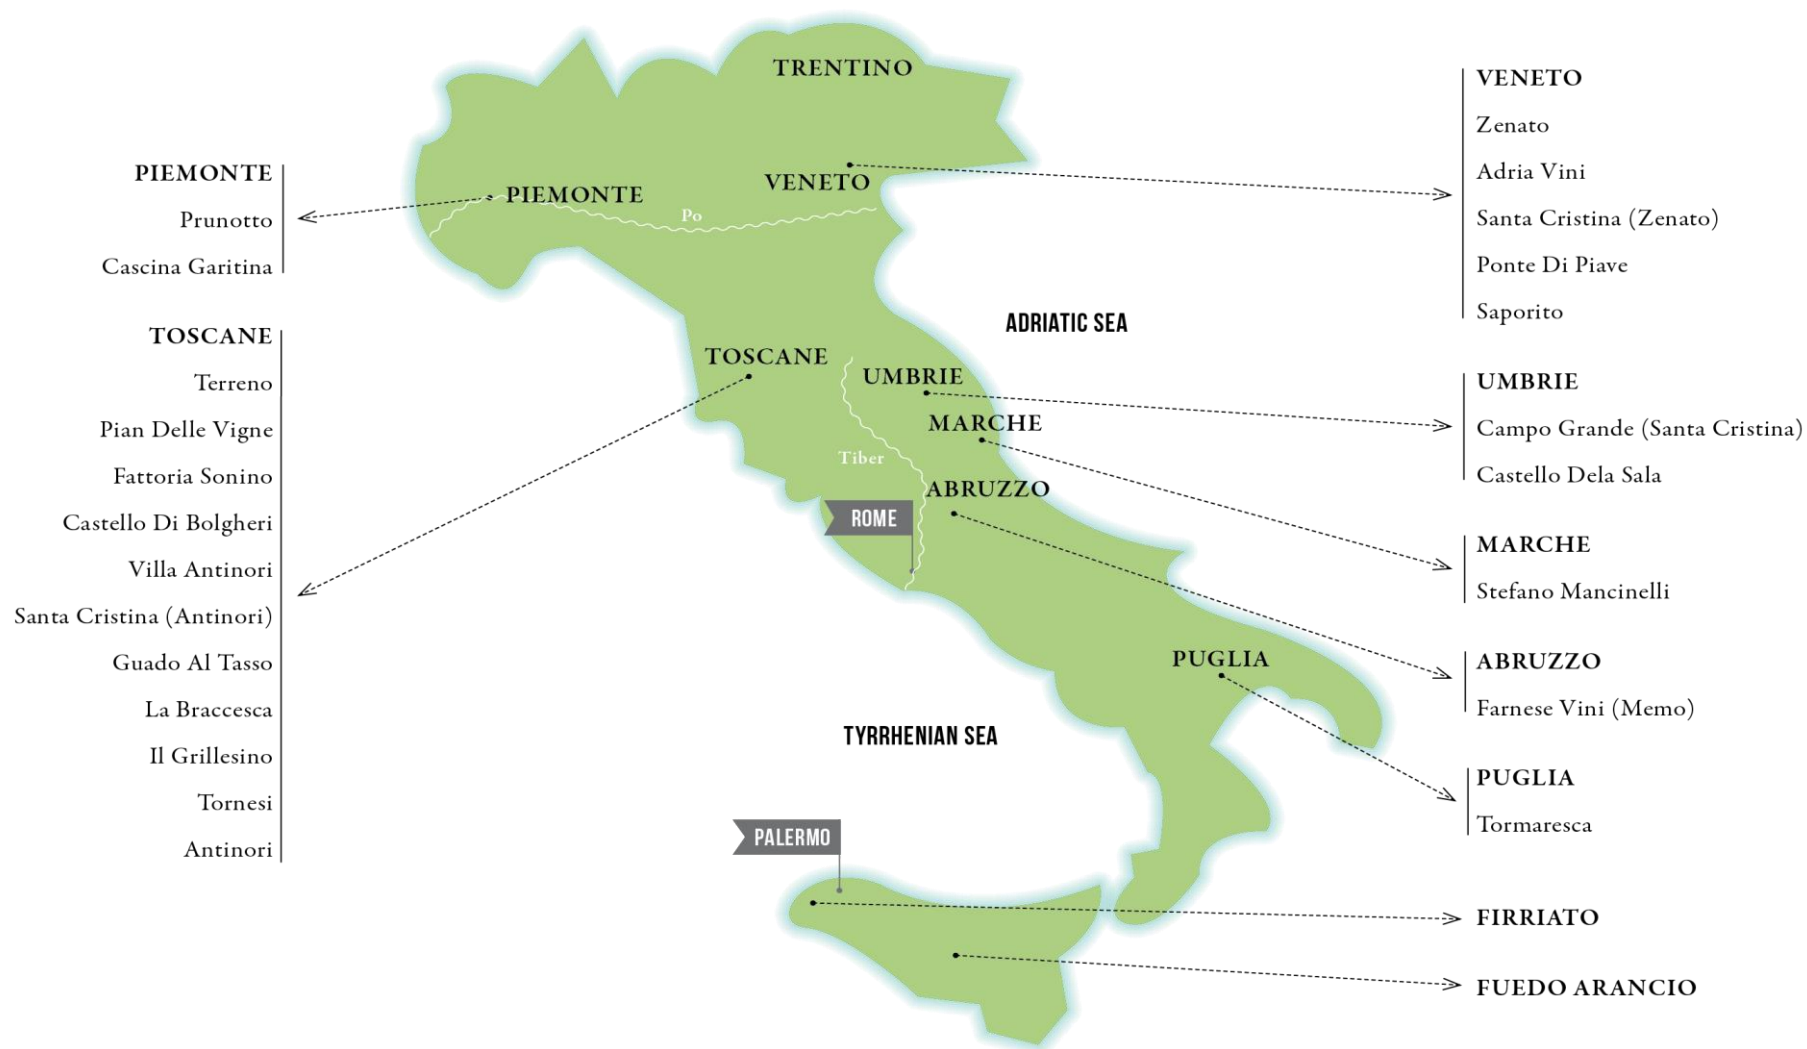 TRENTINO
PIEMONTE
VENETO
Po
TOSCANE
UMBRIE
MARCHE
Tiber
ABRUZZO
ROME
PUGLIA
PALERMO
ADRIATIC SEA
TYRRHENIAN SEA
PIEMONTE
Prunotto
Cascina Garitina
TOSCANE
Terreno
Pian Delle Vigne
Fattoria Sonino
Castello Di Bolgheri
Villa Antinori
Santa Cristina (Antinori)
Guado Al Tasso
La Braccesca
Il Grillesino
Tornesi
Antinori
VENETO
Zenato
Adria Vini
Santa Cristina (Zenato)
Ponte Di Piave
Saporito
UMBRIE
Campo Grande (Santa Cristina)
Castello Dela Sala
MARCHE
Stefano Mancinelli
ABRUZZO
Farnese Vini (Memo)
PUGLIA
Tormaresca
FIRRIATO
FUEDO ARANCIO